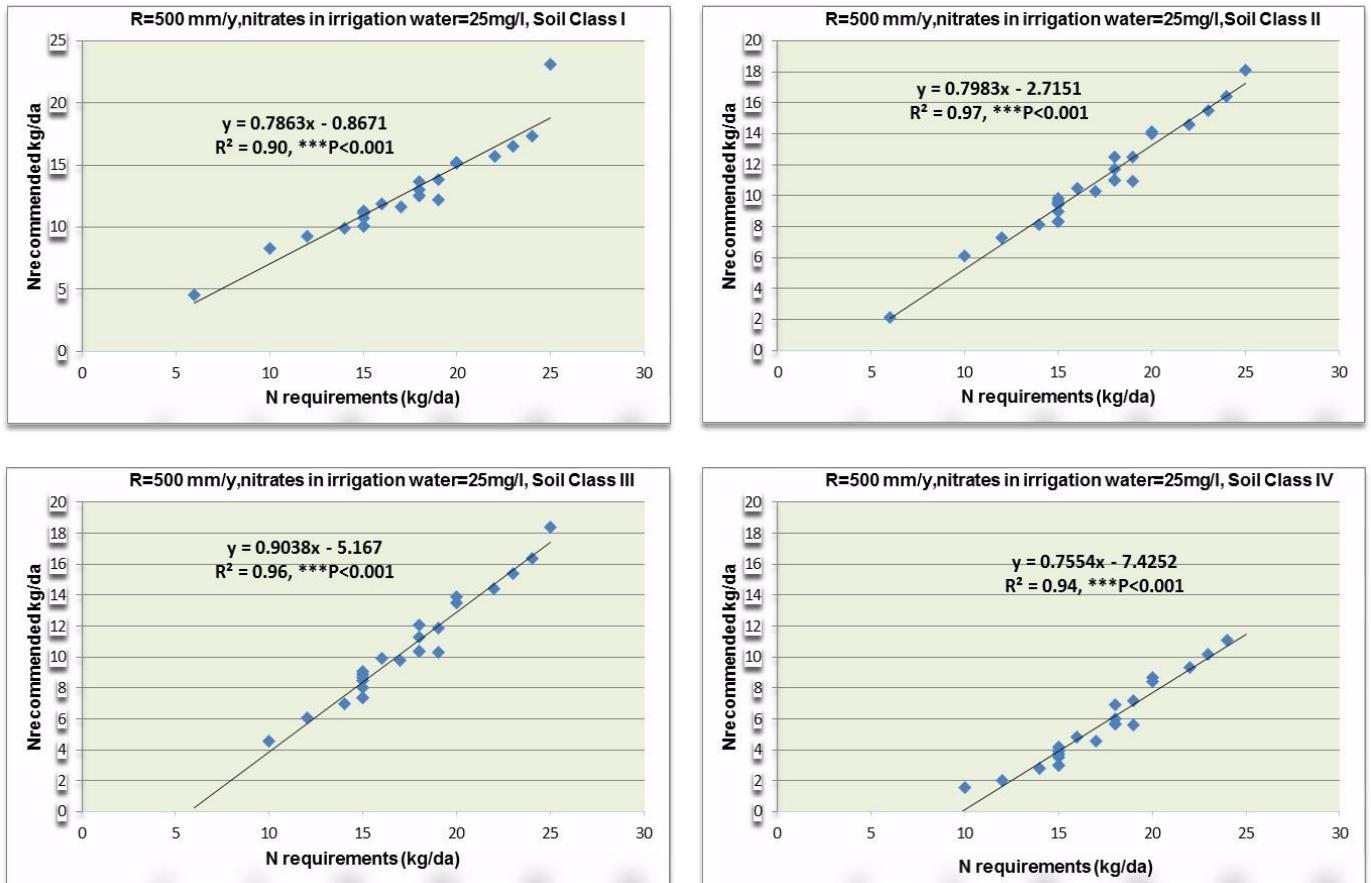 R=500 mm/y,nitrates in irrigation water=25mg/l, Soil Class I
25
20
15
10
5
0
y = 0.7863x - 0.8671
R² = 0.90, ***P<0.001
Nrecommended kg/da
0 5 10 15 20 25 30
N requirements (kg/da)
R=500 mm/y,nitrates in irrigation water=25mg/l,Soil Class II
20
18
16
14
12
10
8
6
4
2
0
y = 0.7983x - 2.7151
R² = 0.97, ***P<0.001
Nrecommended kg/da
0 5 10 15 20 25 30
N requirements (kg/da)
R=500 mm/y,nitrates in irrigation water=25mg/l, Soil Class III
20
18
16
14
12
10
8
6
4
2
0
y = 0.9038x - 5.167
R² = 0.96, ***P<0.001
Nrecommended kg/da
0 5 10 15 20 25 30
N requirements (kg/da)
R=500 mm/y,nitrates in irrigation water=25mg/l, Soil Class IV
20
18
16
14
12
10
8
6
4
2
0
y = 0.7554x - 7.4252
R² = 0.94, ***P<0.001
Nrecommended kg/da
0 5 10 15 20 25 30
N requirements (kg/da)